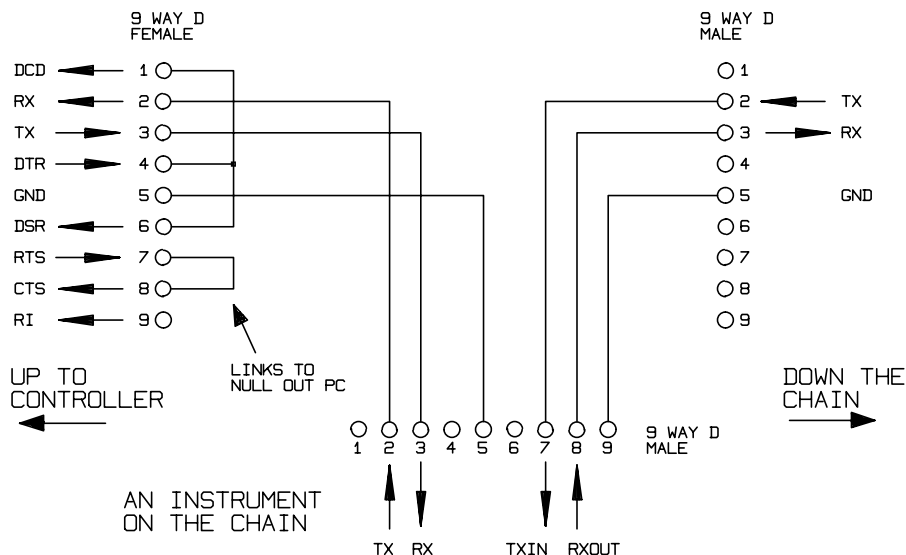 9 WAY D
FEMALE
9 WAY D
MALE
DCD 1
RX 2
TX 3
DTR 4
GND 5
DSR 6
RTS 7
CTS 8
RI 9
1
2 TX
3 RX
4
5 GND
6
7
8
9
LINKS TO
NULL OUT PC
UP TO
CONTROLLER
DOWN THE
CHAIN
1 2 3 4 5 6 7 8 9
9 WAY D
MALE
AN INSTRUMENT
ON THE CHAIN
TX RX TXIN RXOUT